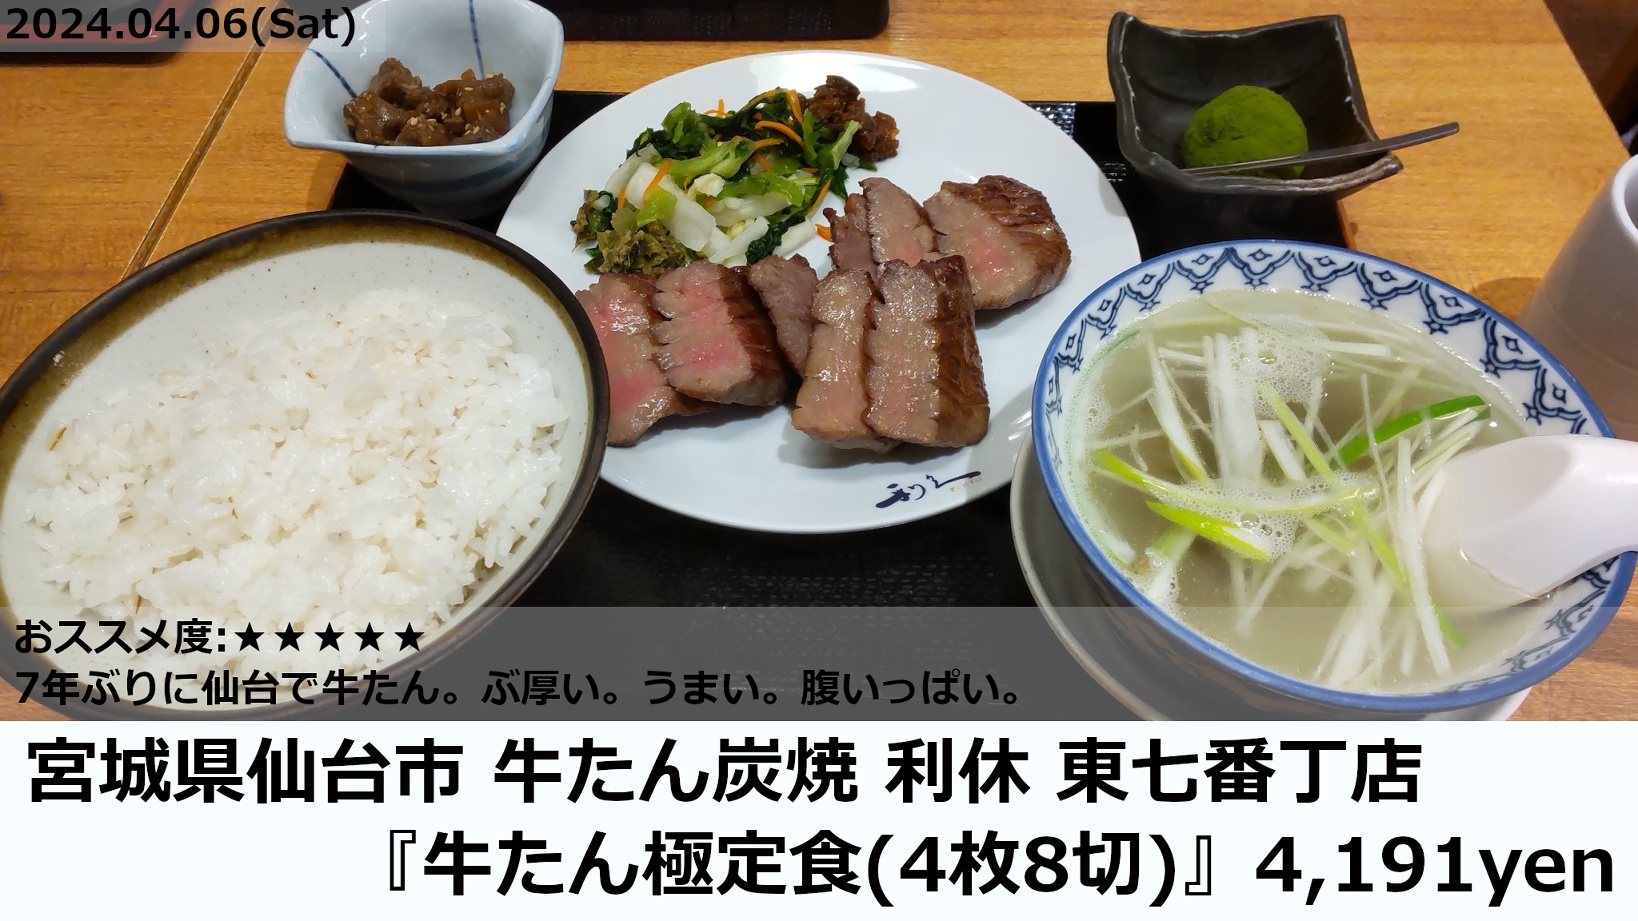 2024.04.06(Sat)
おススメ度:★★★★★
7年ぶりに仙台で牛たん。ぶ厚い。うまい。腹いっぱい。
宮城県仙台市 牛たん炭焼 利休 東七番丁店
『牛たん極定食(4枚8切)』4,191yen